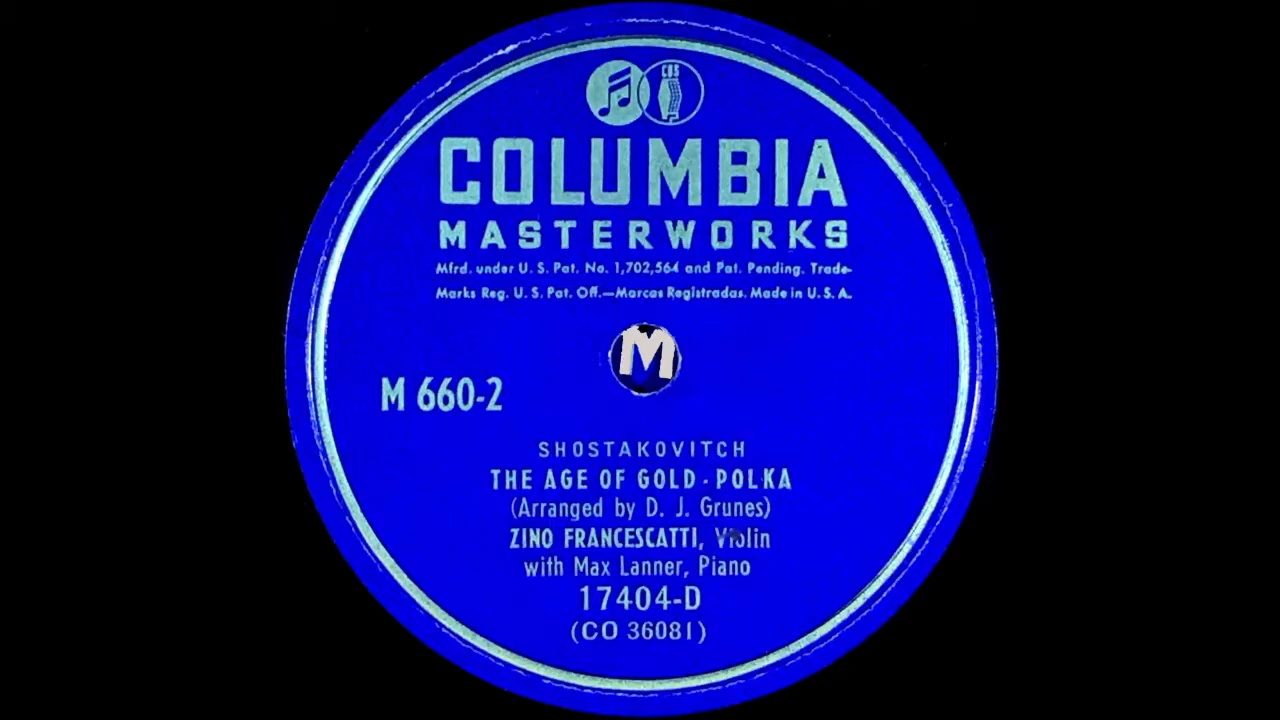 CBS
COLUMBIA
MASTERWORKS
Mfrd. under U. S. Pat. No. 1,702,564 and Pat. Pending. Trade-
Marks Reg. U. S. Pat. Off.—Marcas Registradas. Made in U. S. A.
M
M 660-2
SHOSTAKOVITCH
THE AGE OF GOLD - POLKA
(Arranged by D. J. Grunes)
ZINO FRANCESCATTI, Violin
with Max Lanner, Piano
17404-D
(CO 36081)